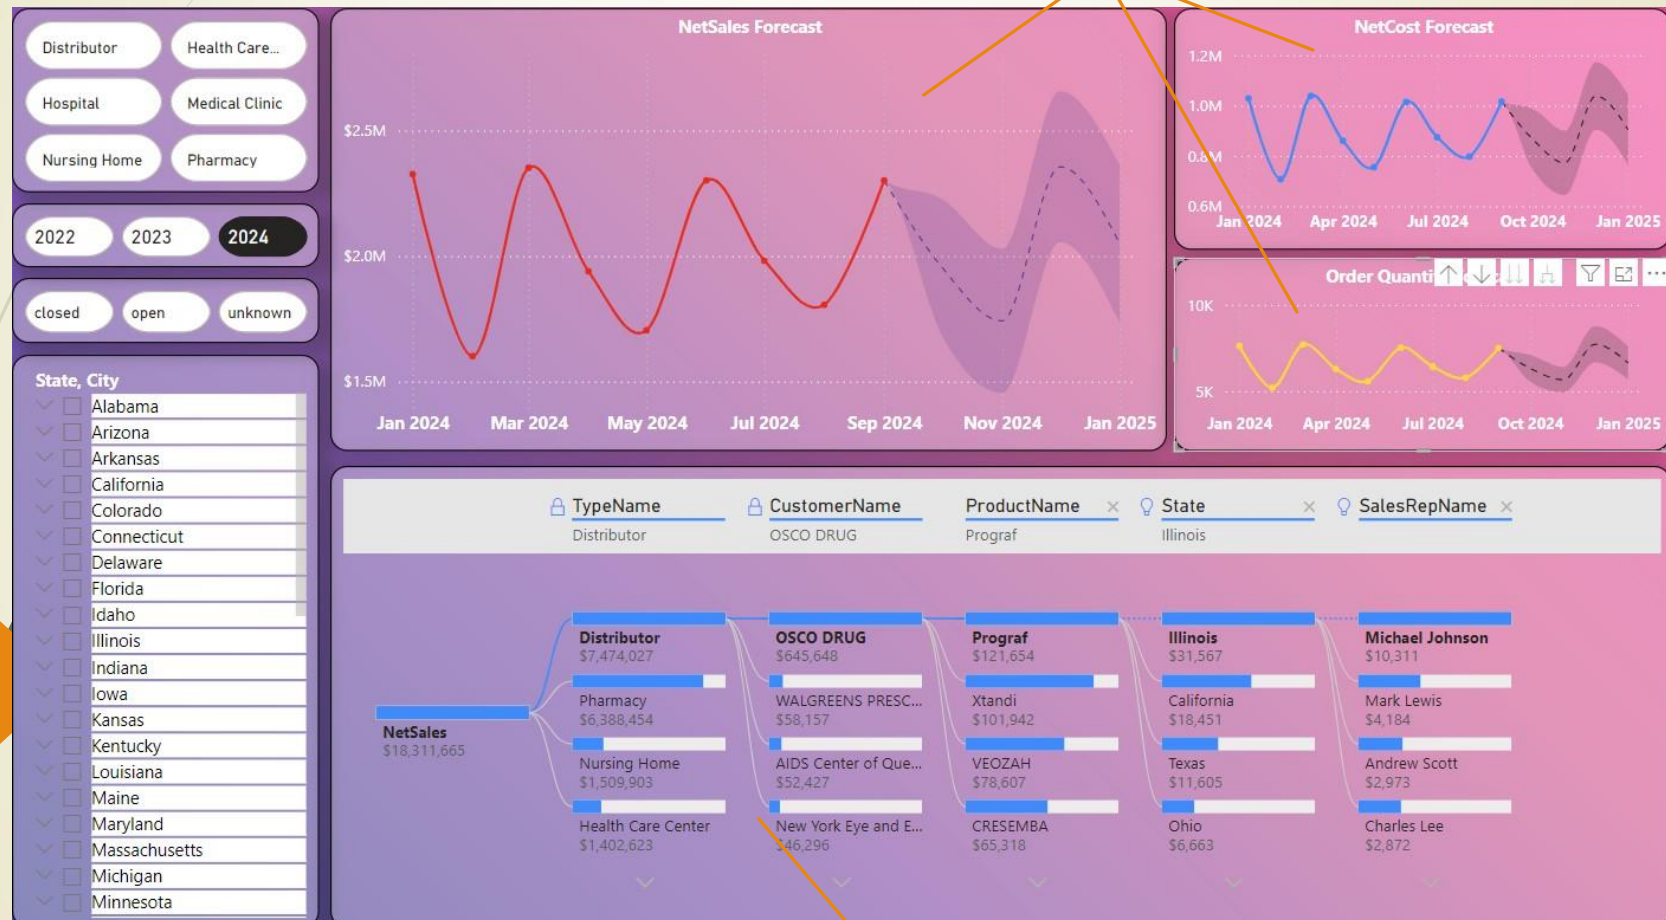 Distributor
Health Care...
Hospital
Medical Clinic
Nursing Home
Pharmacy
2022
2023
2024
closed
open
unknown
State, City
Alabama
Arizona
Arkansas
California
Colorado
Connecticut
Delaware
Florida
Idaho
Illinois
Indiana
Iowa
Kansas
Kentucky
Louisiana
Maine
Maryland
Massachusetts
Michigan
Minnesota
NetSales Forecast
$2.5M
$2.0M
$1.5M
Jan 2024 Mar 2024 May 2024 Jul 2024 Sep 2024 Nov 2024 Jan 2025
NetCost Forecast
1.2M
1.0M
0.8M
0.6M
Jan 2024 Apr 2024 Jul 2024 Oct 2024 Jan 2025
Order Quanti
10K
5K
Jan 2024 Apr 2024 Jul 2024 Oct 2024 Jan 2025
TypeName CustomerName ProductName State SalesRepName
Distributor OSCO DRUG Prograf Illinois
NetSales
$18,311,665
Distributor
$7,474,027
Pharmacy
$6,388,454
Nursing Home
$1,509,903
Health Care Center
$1,402,623
OSCO DRUG
$645,648
WALGREENS PRESC...
$58,157
AIDS Center of Que...
$52,427
New York Eye and E...
$46,296
Prograf
$121,654
Xtandi
$101,942
VEOZAH
$78,607
CRESEMBA
$65,318
Illinois
$31,567
California
$18,451
Texas
$11,605
Ohio
$6,663
Michael Johnson
$10,311
Mark Lewis
$4,184
Andrew Scott
$2,973
Charles Lee
$2,872